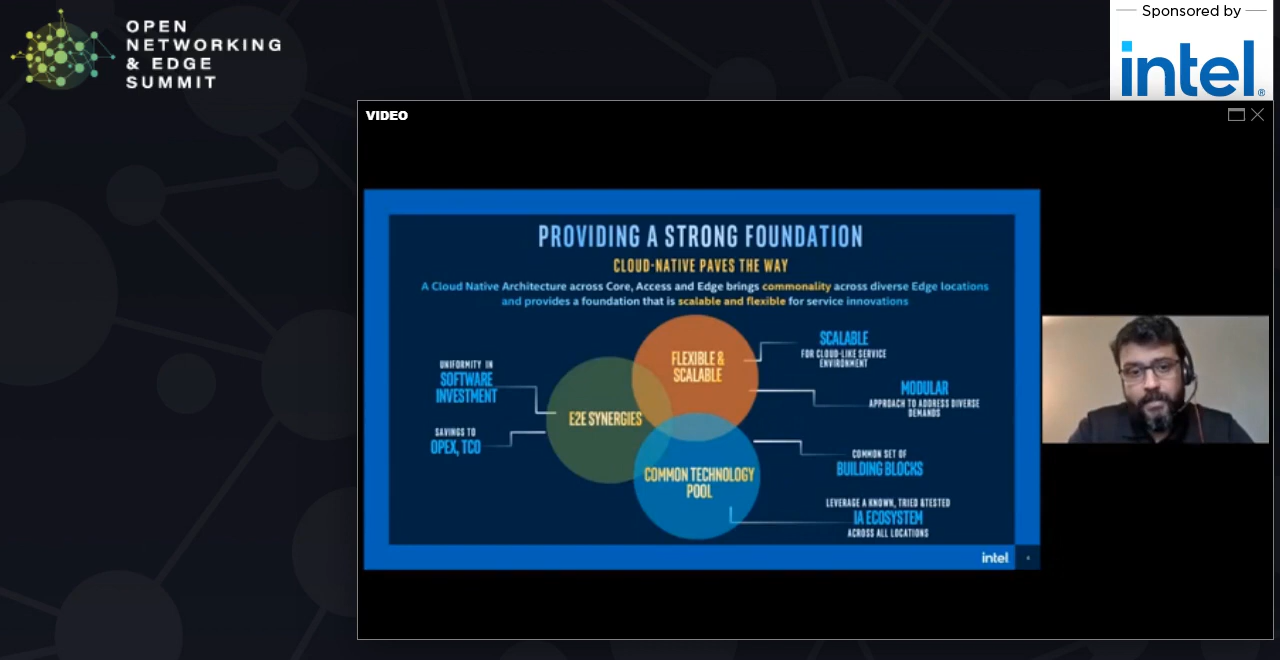 OPEN
NETWORKING
& EDGE
SUMMIT
Sponsored by
intel®
VIDEO
PROVIDING A STRONG FOUNDATION
CLOUD-NATIVE PAVES THE WAY
A Cloud Native Architecture across Core, Access and Edge brings commonality across diverse Edge locations
and provides a foundation that is scalable and flexible for service innovations
UNIFORMITY IN
SOFTWARE
INVESTMENT
SAVINGS TO
OPEX, TCO
E2E SYNERGIES
FLEXIBLE &
SCALABLE
COMMON TECHNOLOGY
POOL
SCALABLE
FOR CLOUD-LIKE SERVICE
ENVIRONMENT
MODULAR
APPROACH TO ADDRESS DIVERSE
DEMANDS
COMMON SET OF
BUILDING BLOCKS
LEVERAGE A KNOWN, TRIED &TESTED
IA ECOSYSTEM
ACROSS ALL LOCATIONS
intel